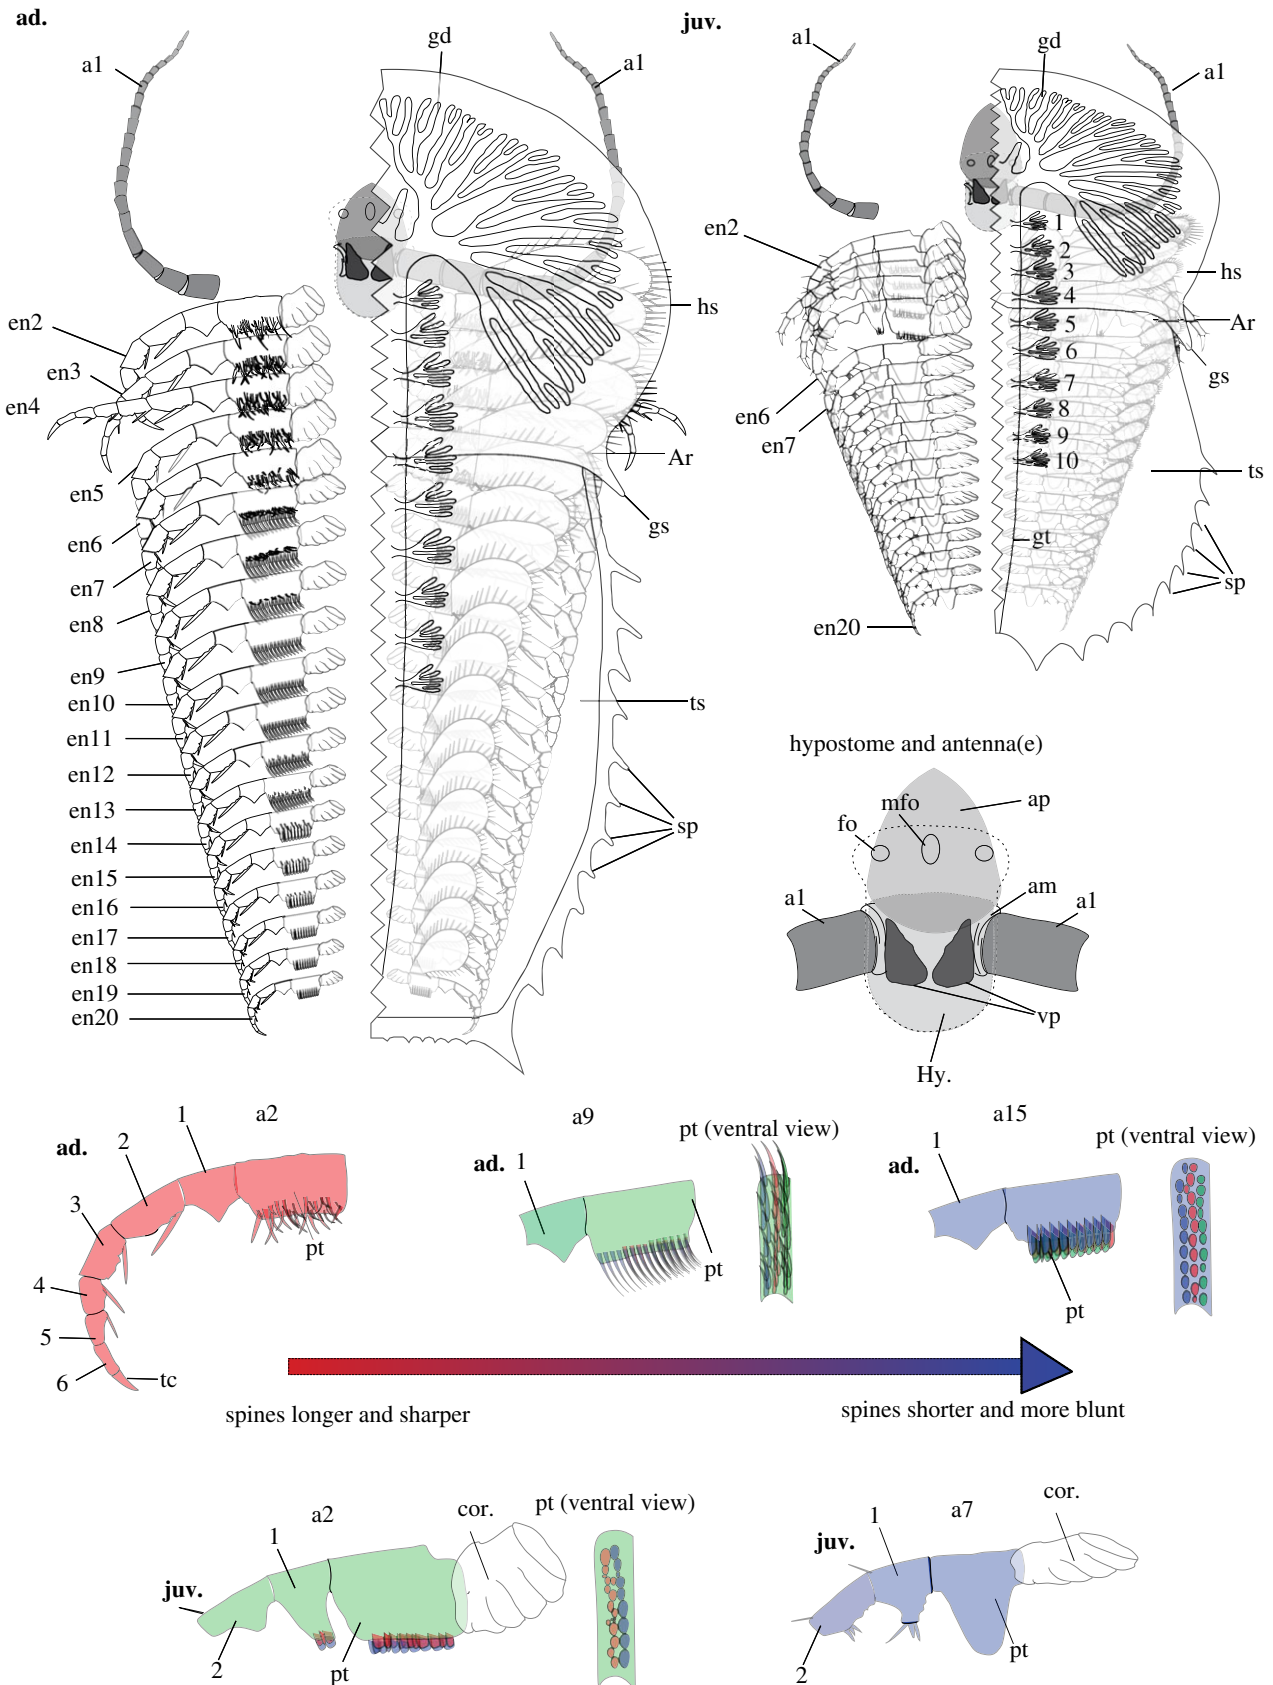 ad.
a1
gd
a1
hs
en2
en3
en4
en5
en6
en7
en8
en9
en10
en11
en12
en13
en14
en15
en16
en17
en18
en19
en20
Ar
gs
ts
sp
juv.
a1
gd
a1
en2
1
2
3
4
5
6
7
8
9
10
hs
Ar
gs
en6
en7
ts
gt
sp
en20
hypostome and antenna(e)
mfo
ap
fo
am
a1
a1
vp
Hy.
ad.
1
a2
2
3
pt
4
5
6
tc
a9
ad.
1
pt (ventral view)
pt
a15
ad.
1
pt (ventral view)
pt
spines longer and sharper
spines shorter and more blunt
juv.
1
a2
cor.
pt (ventral view)
2
pt
juv.
1
a7
cor.
2
pt